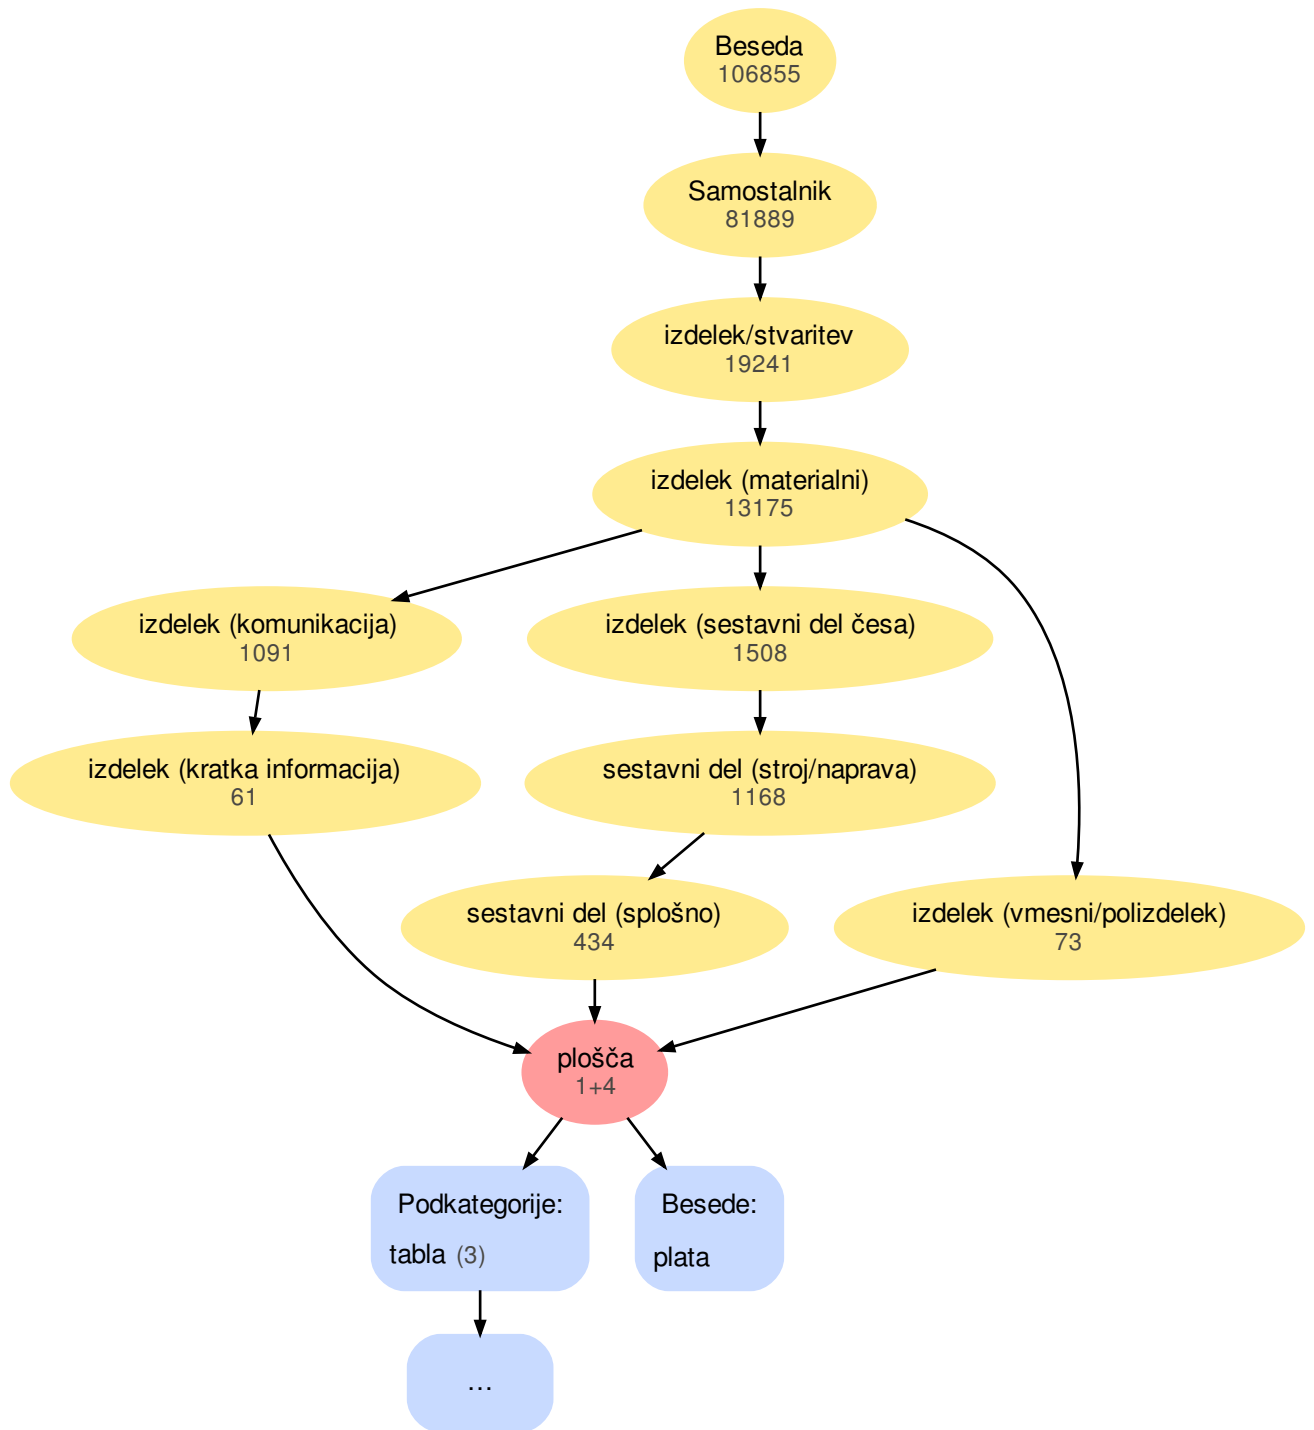 Beseda
106855
Samostalnik
81889
izdelek/stvaritev
19241
izdelek (materialni)
13175
izdelek (komunikacija)
1091
izdelek (sestavni del česa)
1508
izdelek (kratka informacija)
61
sestavni del (stroj/naprava)
1168
sestavni del (splošno)
434
izdelek (vmesni/polizdelek)
73
plošča
1+4
Podkategorije:
tabla (3)
Besede:
plata
…